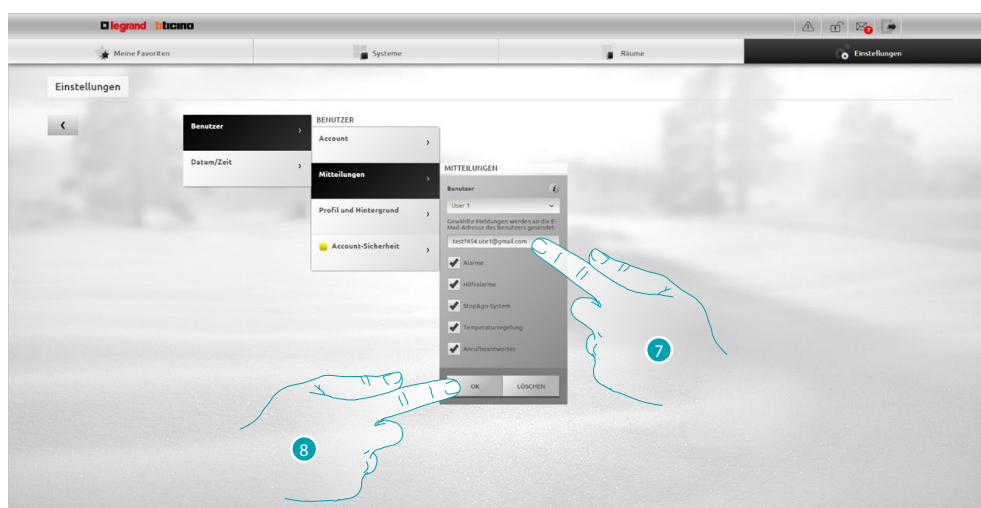 legrand bticino
Meine Favoriten
Systeme
Räume
Einstellungen
Einstellungen
Benutzer
Datum/Zeit
BENUTZER
Account
Mitteilungen
Profil und Hintergrund
Account-Sicherheit
MITTEILUNGEN
Benutzer
User 1
Gewählte Meldungen werden an die E-
Mail-Adresse des Benutzers gesendet
testf454.ute1@gmail.com
Alarme
Hilfsalarme
Stop&go-System
Temperaturregelung
Anrufbeantworter
OK
LÖSCHEN
7
8